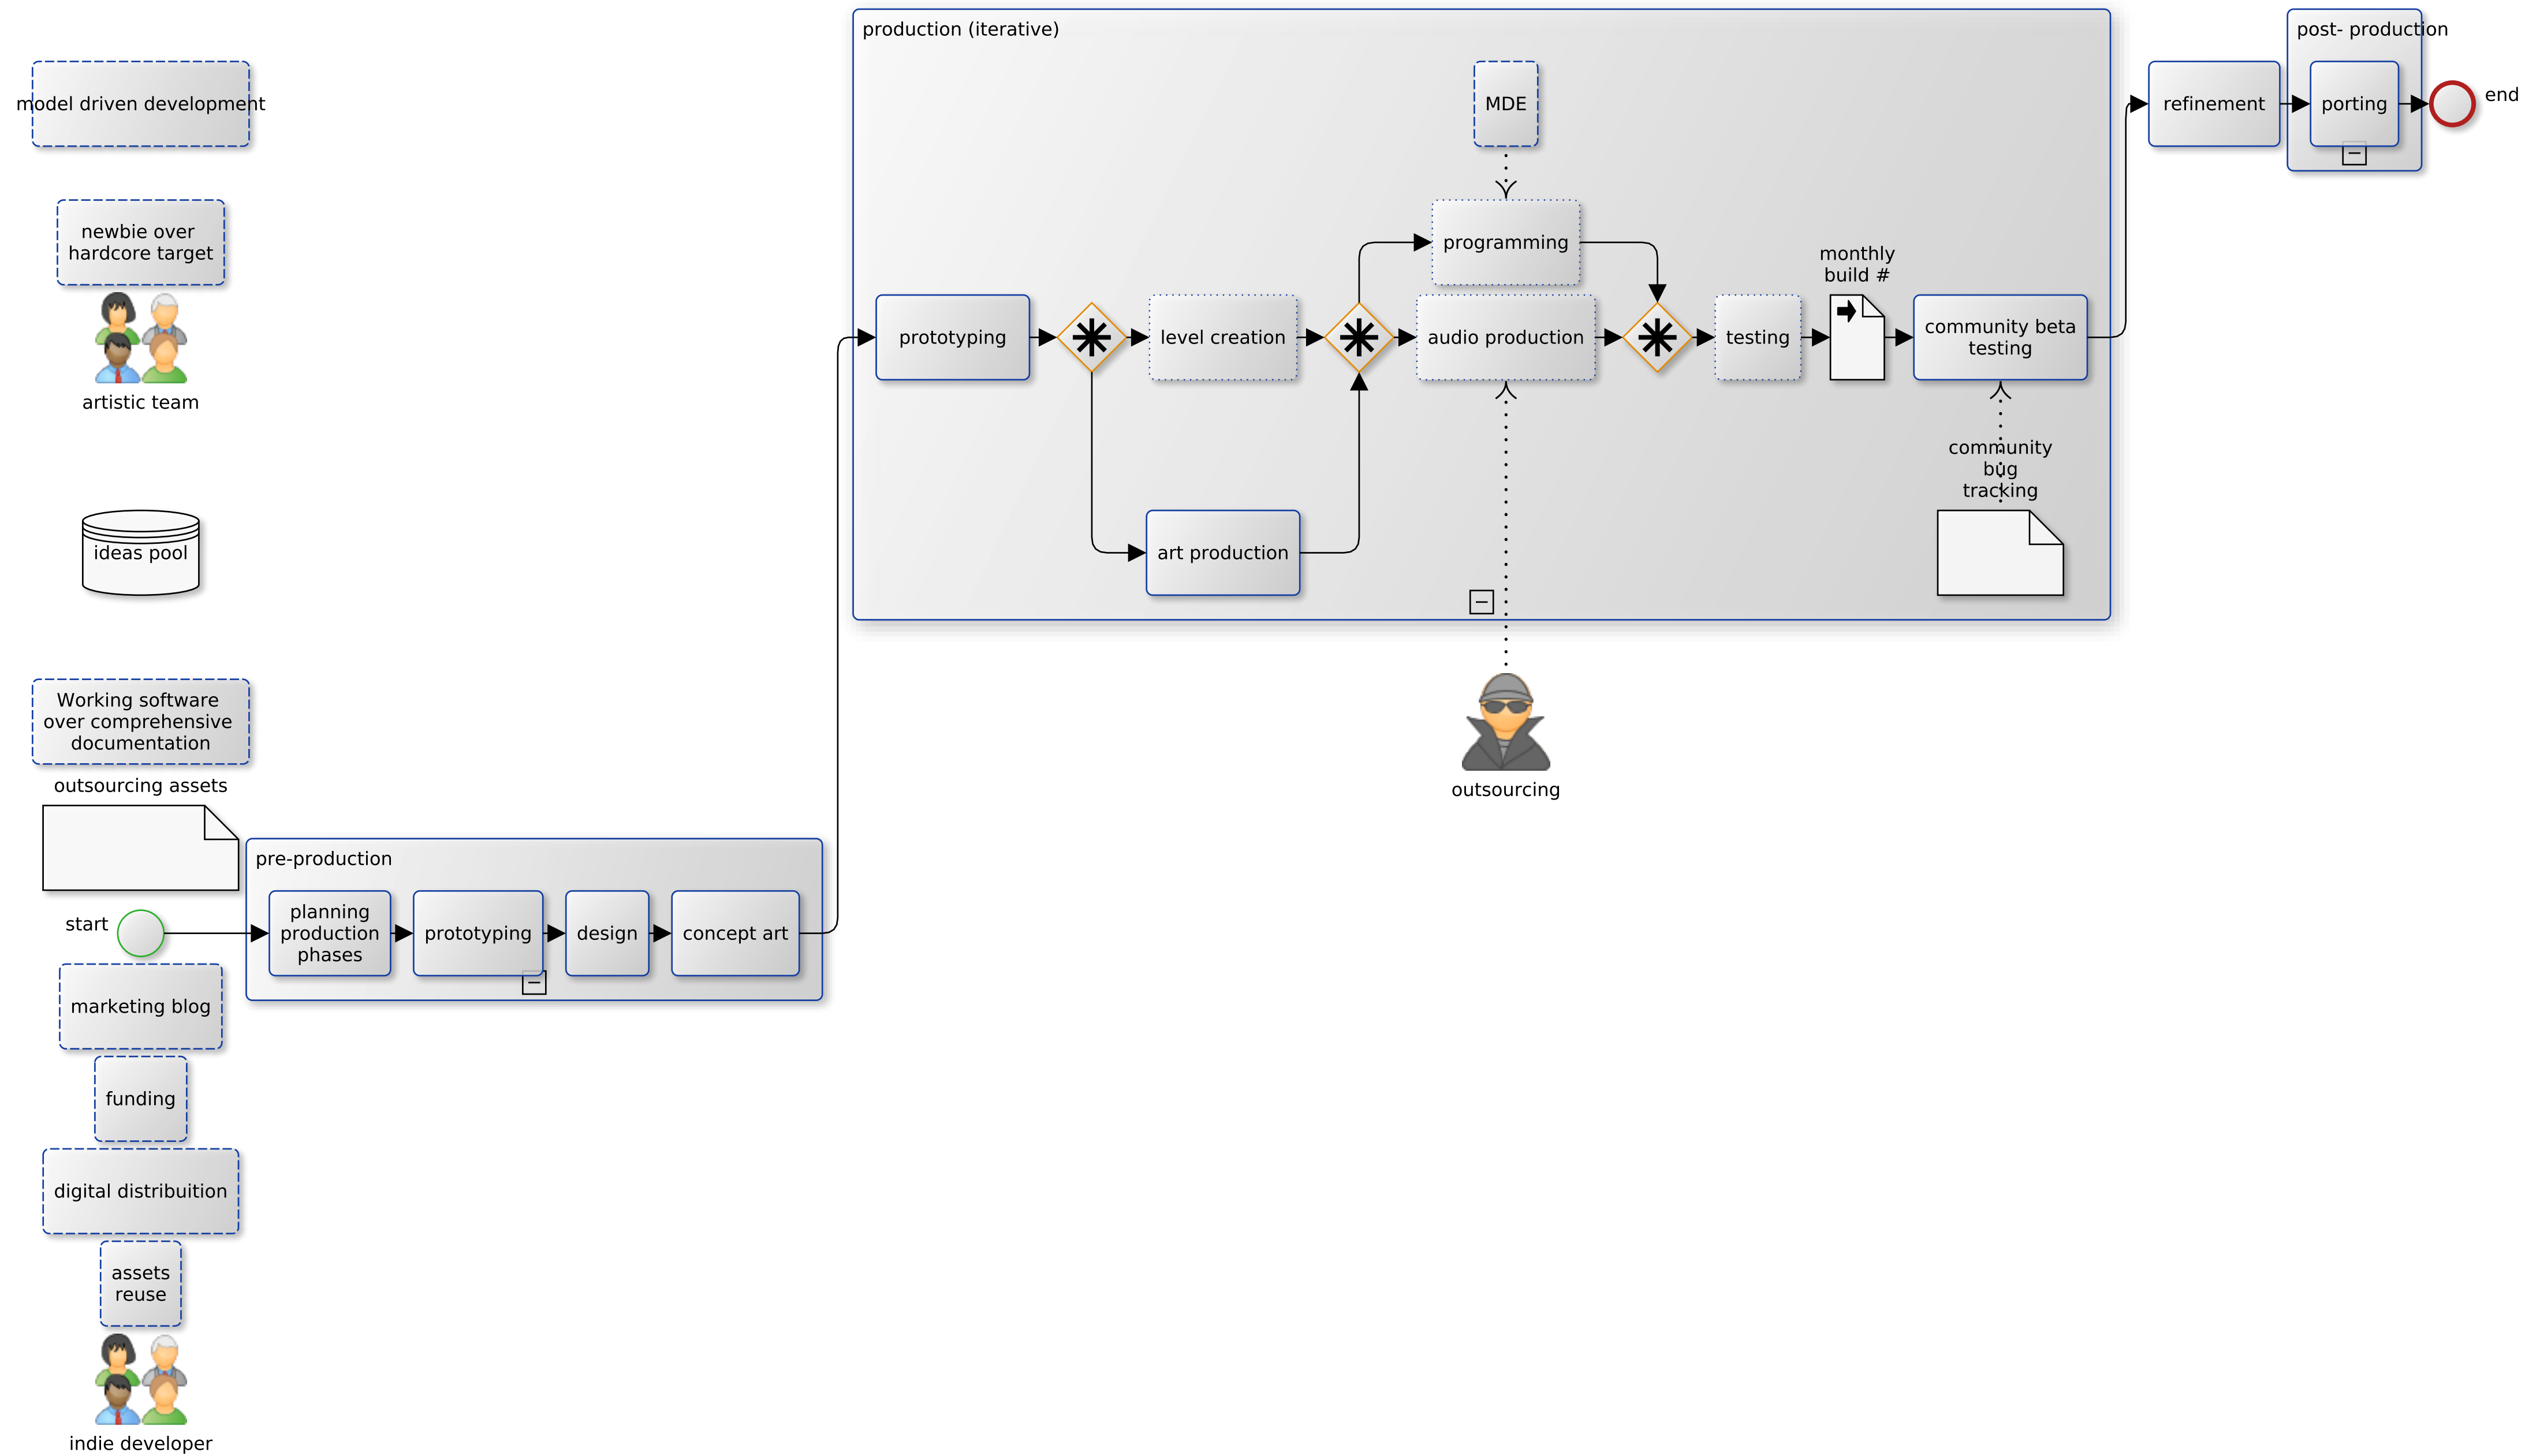 production (iterative)
post- production
model driven development
MDE
refinement
porting
end
newbie over
hardcore target
programming
monthly
build #
prototyping
level creation
audio production
testing
community beta
testing
artistic team
community
bug
tracking
ideas pool
art production
Working software
over comprehensive
documentation
outsourcing assets
outsourcing
pre-production
start
planning
production
phases
prototyping
design
concept art
marketing blog
funding
digital distribuition
assets
reuse
indie developer